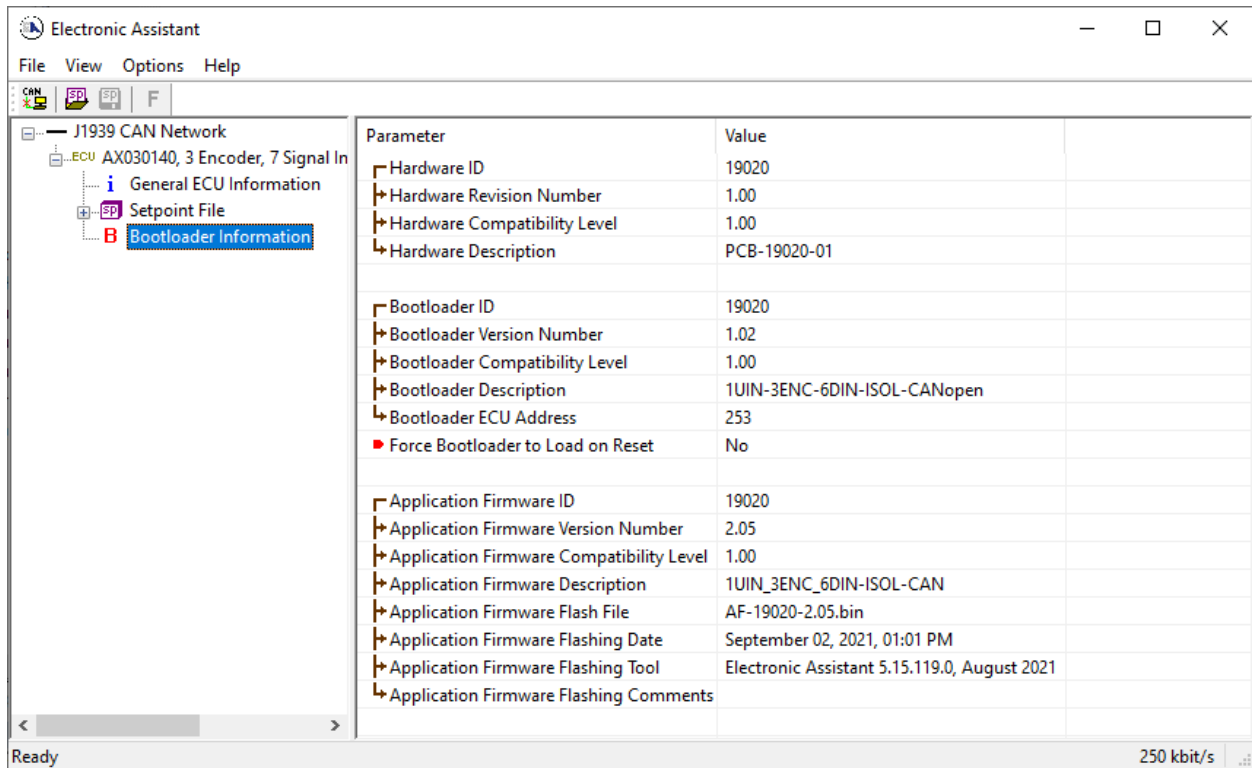 Electronic Assistant
File View Options Help
CAN SP SP F
J1939 CAN Network
ECU AX030140, 3 Encoder, 7 Signal In
i General ECU Information
SP Setpoint File
B Bootloader Information
Parameter Value
Hardware ID 19020
Hardware Revision Number 1.00
Hardware Compatibility Level 1.00
Hardware Description PCB-19020-01
Bootloader ID 19020
Bootloader Version Number 1.02
Bootloader Compatibility Level 1.00
Bootloader Description 1UIN-3ENC-6DIN-ISOL-CANopen
Bootloader ECU Address 253
Force Bootloader to Load on Reset No
Application Firmware ID 19020
Application Firmware Version Number 2.05
Application Firmware Compatibility Level 1.00
Application Firmware Description 1UIN_3ENC_6DIN-ISOL-CAN
Application Firmware Flash File AF-19020-2.05.bin
Application Firmware Flashing Date September 02, 2021, 01:01 PM
Application Firmware Flashing Tool Electronic Assistant 5.15.119.0, August 2021
Application Firmware Flashing Comments
Ready 250 kbit/s